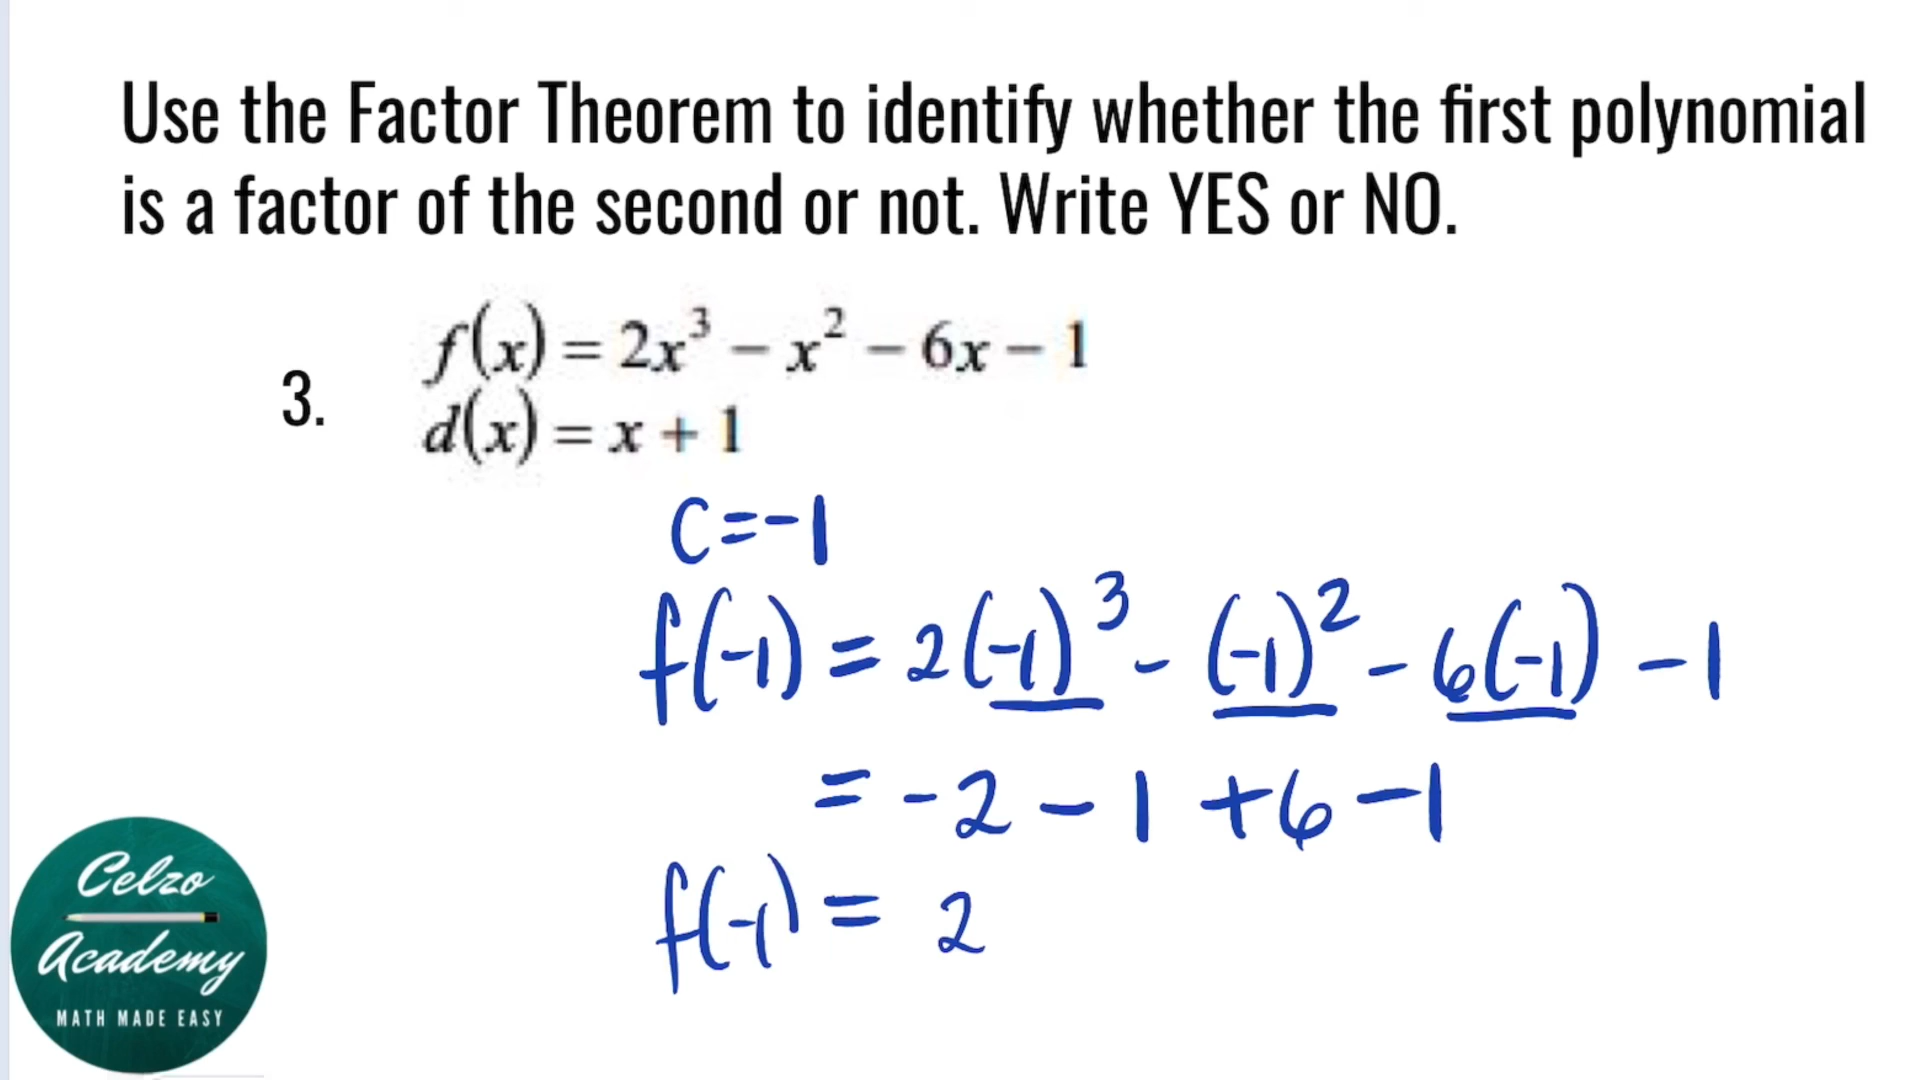 Use the Factor Theorem to identify whether the first polynomial
is a factor of the second or not. Write YES or NO.
3.
f(x) = 2x³ − x² − 6x − 1
d(x) = x + 1
C=-1
f(-1) = 2(-1)³ - (-1)² - 6(-1) - 1
= -2 - 1 + 6 - 1
f(-1) = 2
Celzo
Academy
MATH MADE EASY